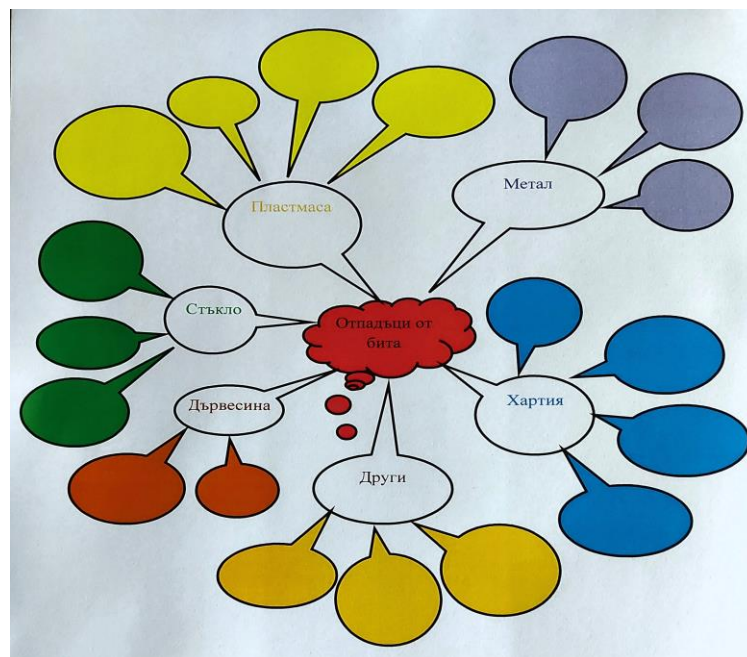 Пластмаса
Метал
Стъкло
Отпадъци от
бита
Дървесина
Хартия
Други